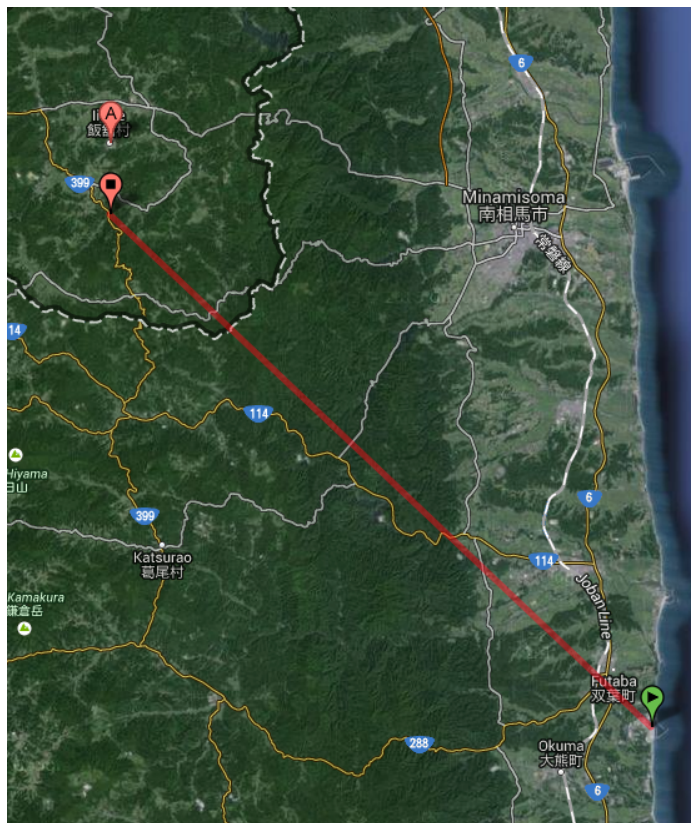 6
A
飯舘村
399
Minamisoma
南相馬市
常磐線
14
114
Hiyama
日山
399
6
Katsurao
葛尾村
114
Kamakura
鎌倉岳
Joban Line
Futaba
双葉町
288
Okuma
大熊町
6